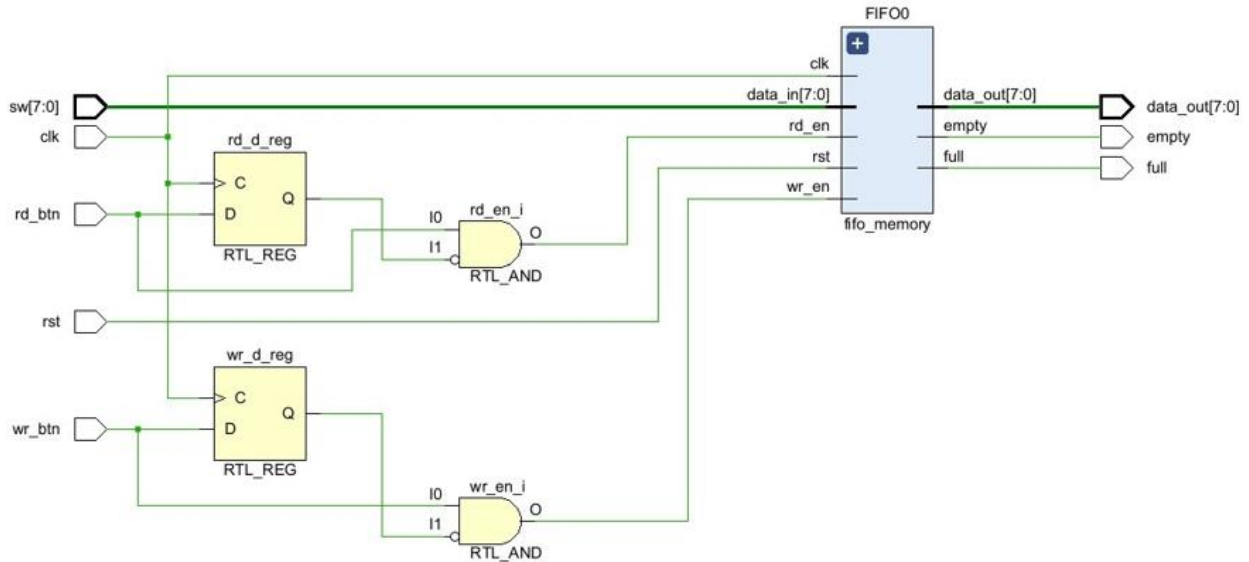 FIFO0
clk
sw[7:0]
data_in[7:0]
data_out[7:0]
data_out[7:0]
clk
rd_en
empty
empty
rd_d_reg
rst
full
full
C
wr_en
Q
rd_btn
D
I0
rd_en_i
O
fifo_memory
RTL_REG
I1
RTL_AND
rst
wr_d_reg
C
Q
wr_btn
D
RTL_REG
I0
wr_en_i
O
I1
RTL_AND